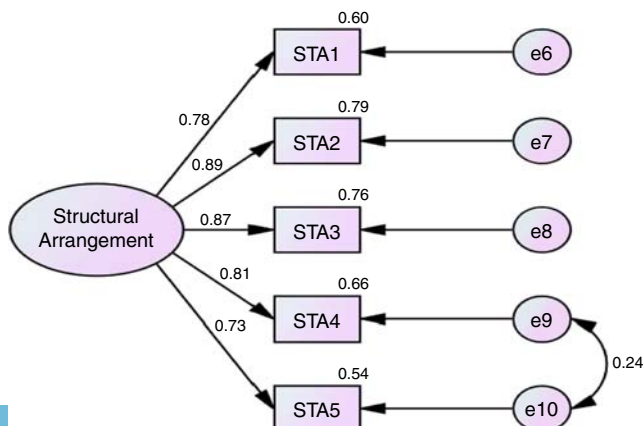 0.60
STA1
e6
0.78
0.79
STA2
e7
0.89
0.76
Structural
Arrangement
0.87
STA3
e8
0.81
0.66
STA4
e9
0.73
0.24
0.54
STA5
e10